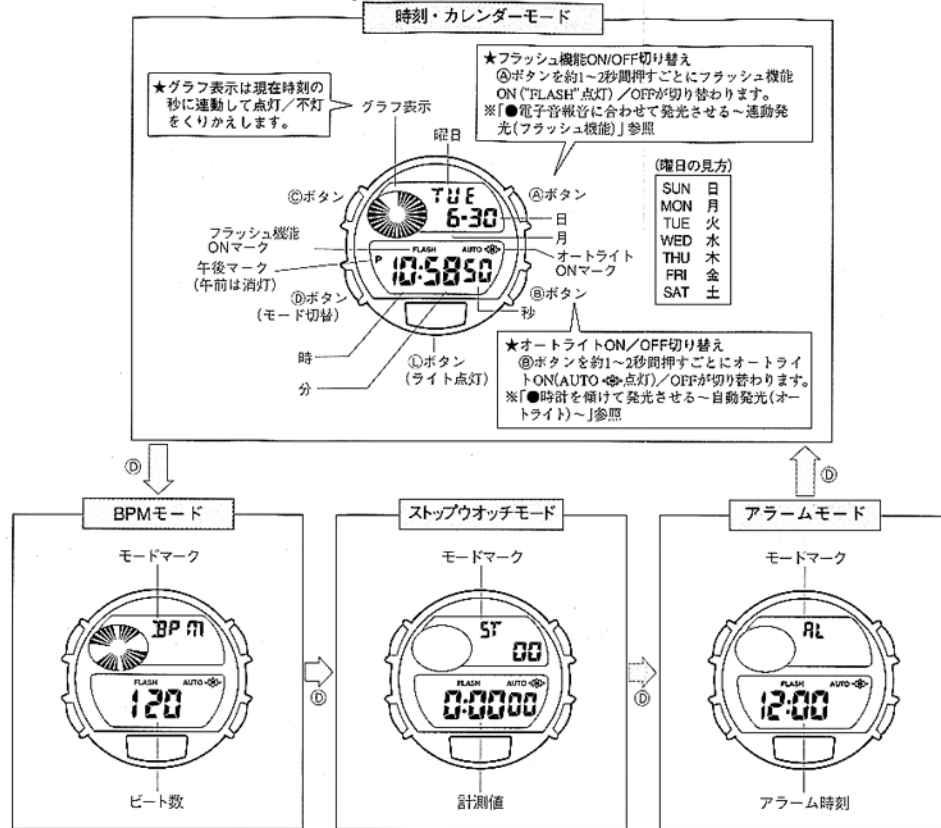 時刻・カレンダーモード
★グラフ表示は現在時刻の
秒に連動して点灯／不灯
をくりかえします。
★フラッシュ機能ON/OFF切り替え
Ⓐボタンを約1～2秒間押すごとにフラッシュ機能
ON("FLASH"点灯)／OFFが切り替わります。
※「●電子音報音に合わせて発光させる～連動発
光(フラッシュ機能)」参照
グラフ表示
曜日
Ⓒボタン
Ⓐボタン
TUE
6-30
日
月
フラッシュ機能
ONマーク
FLASH
AUTO
オートライト
ONマーク
午後マーク
(午前は消灯)
P
10:58 50
Ⓓボタン
(モード切替)
Ⓑボタン
秒
時
分
Ⓛボタン
(ライト点灯)
(曜日の見方)
SUN 日
MON 月
TUE 火
WED 水
THU 木
FRI 金
SAT 土
★オートライトON／OFF切り替え
Ⓑボタンを約1～2秒間押すごとにオートライ
トON(AUTO 点灯)／OFFが切り替わります。
※「●時計を傾けて発光させる～自動発光(オー
トライト)～」参照
Ⓓ
Ⓓ
BPMモード
モードマーク
BPM
FLASH
AUTO
120
ビート数
Ⓓ
ストップウオッチモード
モードマーク
ST
00
FLASH
AUTO
0:00 00
計測値
Ⓓ
アラームモード
モードマーク
AL
FLASH
AUTO
12:00
アラーム時刻